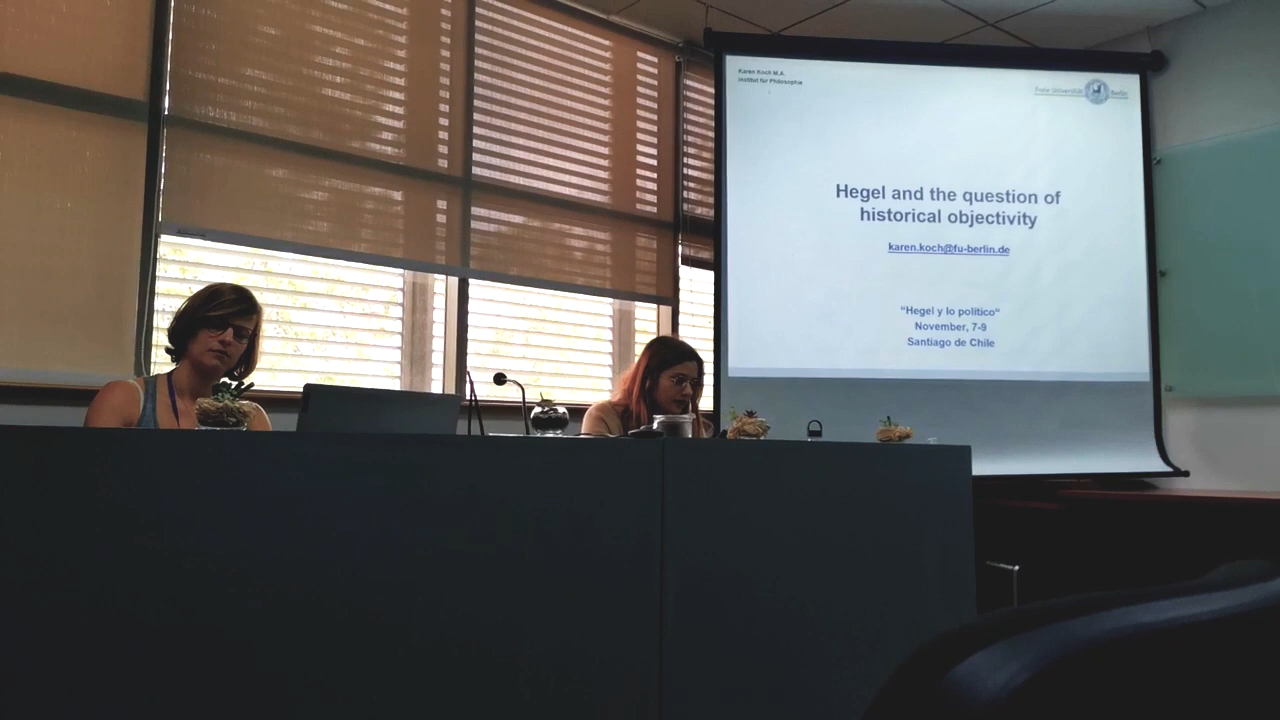 Karen Koch M.A.
Institut für Philosophie
Freie Universität Berlin
Hegel and the question of
historical objectivity
karen.koch@fu-berlin.de
“Hegel y lo político“
November, 7-9
Santiago de Chile